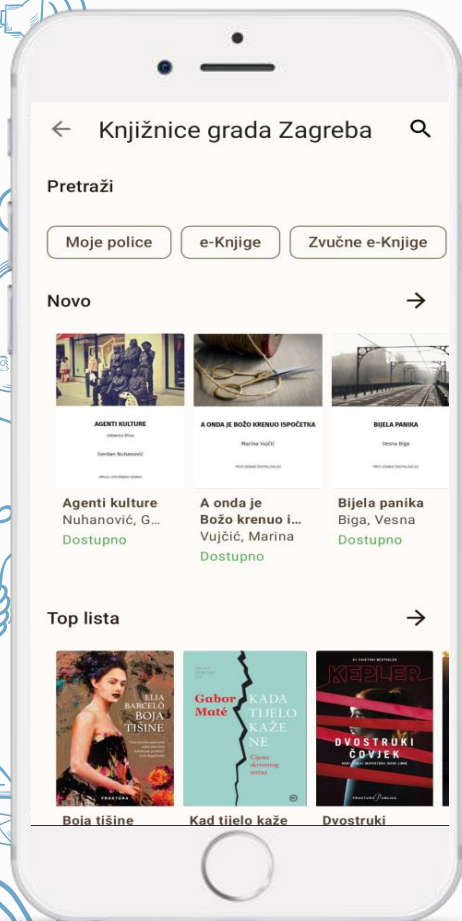 Knjižnice grada Zagreba
Pretraži
Moje police
e-Knjige
Zvučne e-Knjige
Novo
AGENTI KULTURE
Gordan Nuhanović
A ONDA JE BOŽO KRENUO ISPOČETKA
Marina Vujčić
BIJELA PANIKA
Vesna Biga
Agenti kulture
Nuhanović, G...
Dostupno
A onda je
Božo krenuo i...
Vujčić, Marina
Dostupno
Bijela panika
Biga, Vesna
Dostupno
Top lista
ELIA
BARCELÓ
BOJA
TIŠINE
FRAKTURA
Gabor
Maté
KADA
TIJELO
KAŽE
NE
Cijena
skrivenog
stresa
KEPLER
DVOSTRUKI
ČOVJEK
Boja tišine
Kad tijelo kaže
Dvostruki